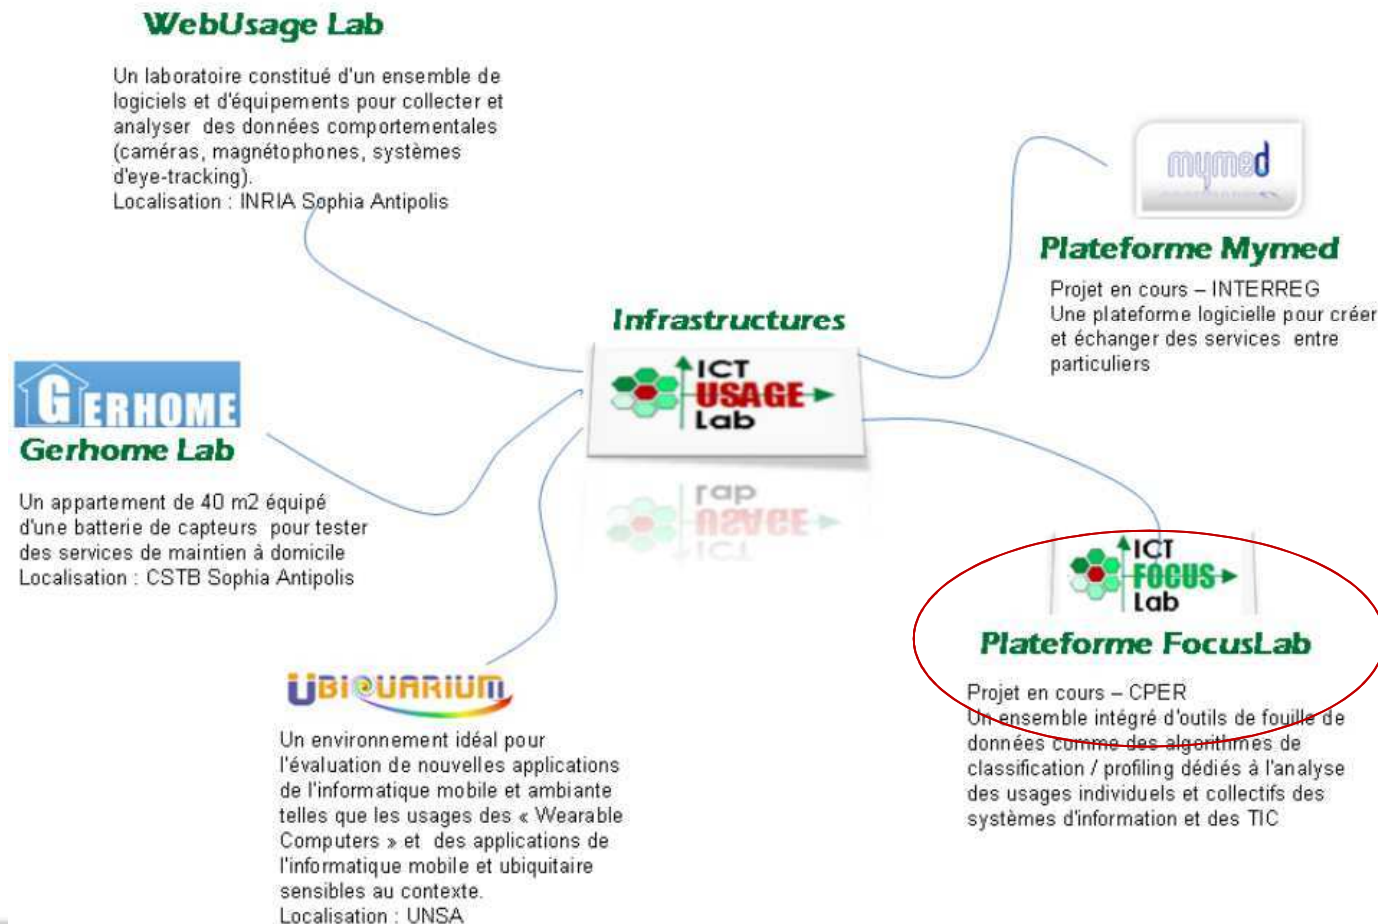 WebUsage Lab
Un laboratoire constitué d'un ensemble de
logiciels et d'équipements pour collecter et
analyser des données comportementales
(caméras, magnétophones, systèmes
d'eye-tracking).
Localisation : INRIA Sophia Antipolis
mymed
Plateforme Mymed
Projet en cours – INTERREG
Une plateforme logicielle pour créer
et échanger des services entre
particuliers
Infrastructures
ICT
USAGE
Lab
GERHOME
Gerhome Lab
Un appartement de 40 m2 équipé
d'une batterie de capteurs pour tester
des services de maintien à domicile
Localisation : CSTB Sophia Antipolis
UBIQUARIUM
Un environnement idéal pour
l'évaluation de nouvelles applications
de l'informatique mobile et ambiante
telles que les usages des « Wearable
Computers » et des applications de
l'informatique mobile et ubiquitaire
sensibles au contexte.
Localisation : UNSA
ICT
FOCUS
Lab
Plateforme FocusLab
Projet en cours – CPER
Un ensemble intégré d'outils de fouille de
données comme des algorithmes de
classification / profiling dédiés à l'analyse
des usages individuels et collectifs des
systèmes d'information et des TIC